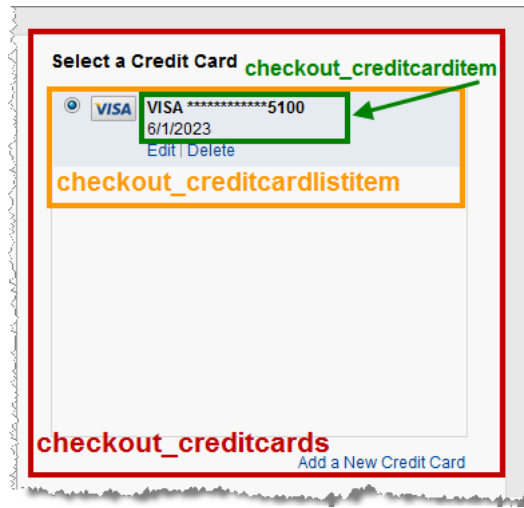 Select a Credit Card
checkout_creditcarditem
VISA
VISA ************5100
6/1/2023
Edit | Delete
checkout_creditcardlistitem
checkout_creditcards
Add a New Credit Card